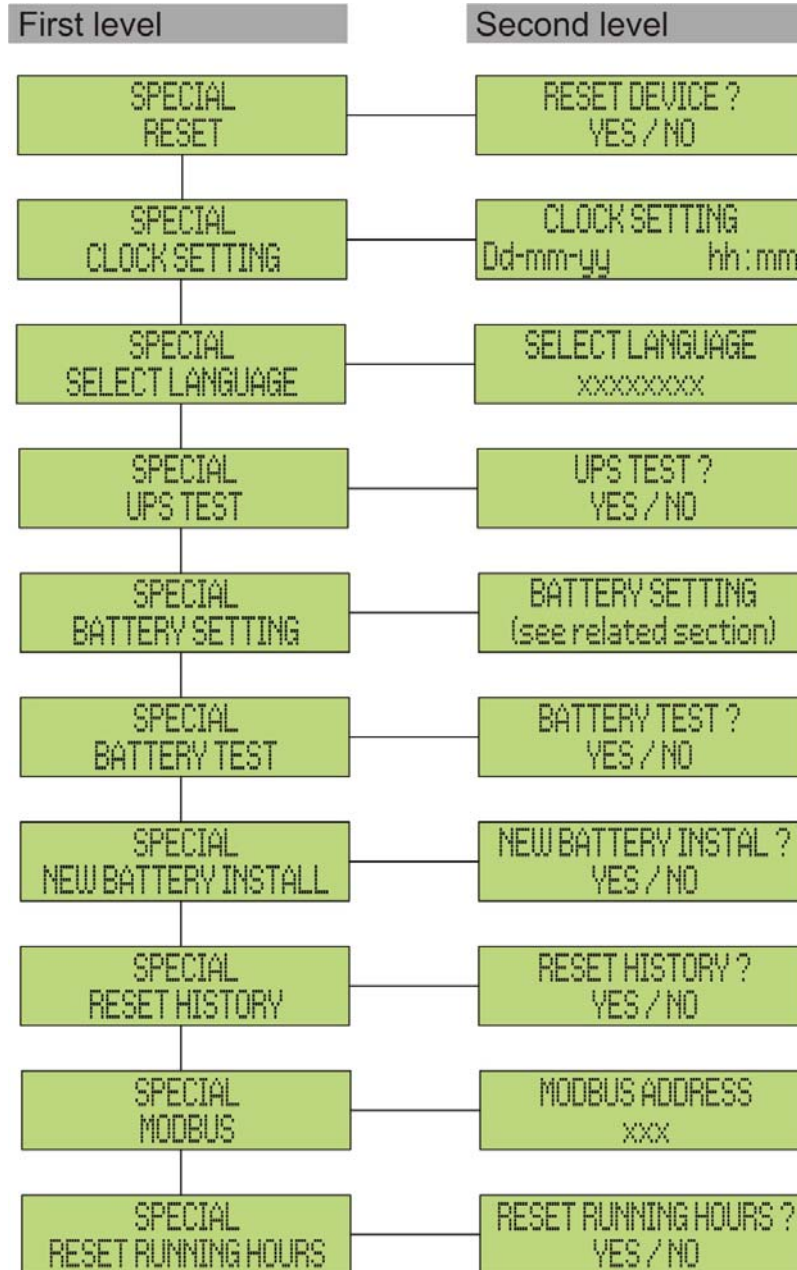 First level
Second level
SPECIAL
RESET
RESET DEVICE ?
YES / NO
SPECIAL
CLOCK SETTING
CLOCK SETTING
Dd-mm-yy hh:mm
SPECIAL
SELECT LANGUAGE
SELECT LANGUAGE
xxxxxxxx
SPECIAL
UPS TEST
UPS TEST ?
YES / NO
SPECIAL
BATTERY SETTING
BATTERY SETTING
(see related section)
SPECIAL
BATTERY TEST
BATTERY TEST ?
YES / NO
SPECIAL
NEW BATTERY INSTALL
NEW BATTERY INSTAL ?
YES / NO
SPECIAL
RESET HISTORY
RESET HISTORY ?
YES / NO
SPECIAL
MODBUS
MODBUS ADDRESS
xxx
SPECIAL
RESET RUNNING HOURS
RESET RUNNING HOURS ?
YES / NO